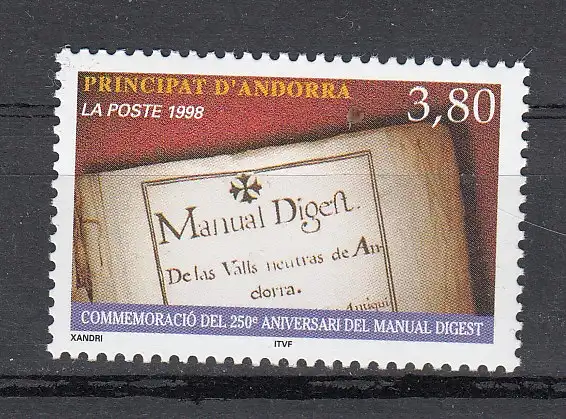 PRINCIPAT D'ANDORRA
LA POSTE 1998
3,80
Manual Digeſt.
De las Valls neutras de An-
dorra.
Antiqui
COMMEMORACIÓ DEL 250e ANIVERSARI DEL MANUAL DIGEST
XANDRI
ITVF